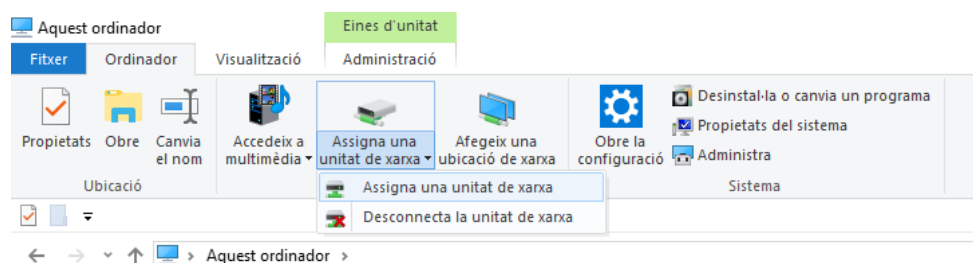 Aquest ordinador
Eines d'unitat
Fitxer Ordinador Visualització Administració
Propietats Obre Canvia el nom
Accedeix a multimèdia
Assigna una unitat de xarxa
Afegeix una ubicació de xarxa
Obre la configuració
Desinstal·la o canvia un programa
Propietats del sistema
Administra
Ubicació
Sistema
Assigna una unitat de xarxa
Desconnecta la unitat de xarxa
Aquest ordinador